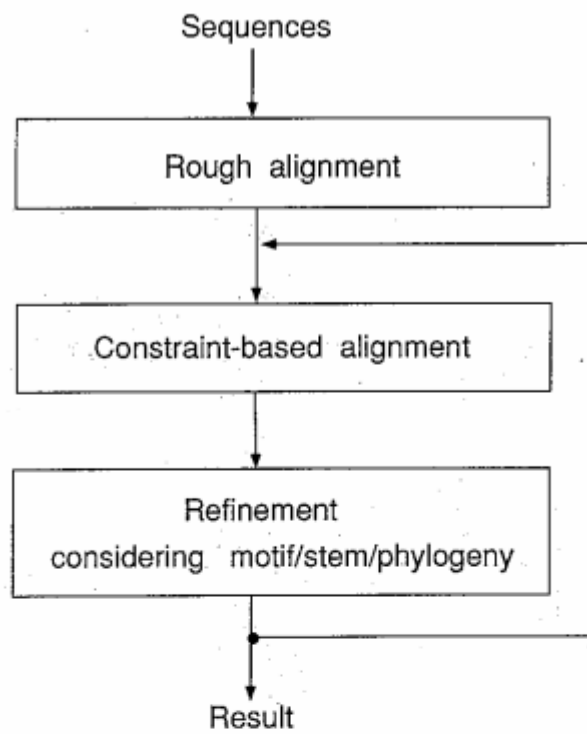 Sequences
Rough alignment
Constraint-based alignment
Refinement
considering motif/stem/phylogeny
Result